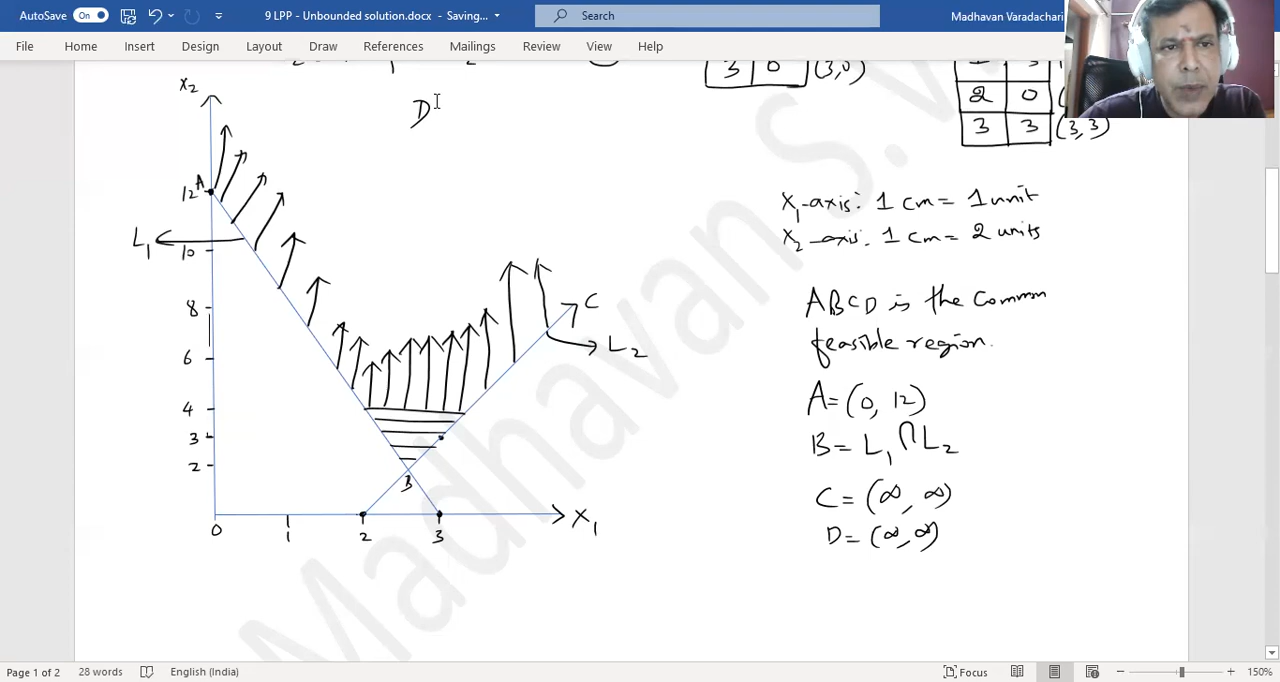 AutoSave On 9 LPP - Unbounded solution.docx - Saving... Search Madhavan Varadachari
File Home Insert Design Layout Draw References Mailings Review View Help
3 0 (3,0)
2 0
3 3 (3,3)
X2
D
12 A
L1
10
8
6
4
3
2
0 1 2 3 X1
B
C
L2
X1-axis: 1 cm = 1 unit
X2-axis: 1 cm = 2 units
ABCD is the common
feasible region.
A = (0, 12)
B = L1 ∩ L2
C = (∞, ∞)
D = (∞, ∞)
Madhavan S.V.
Page 1 of 2 28 words English (India) Focus 150%